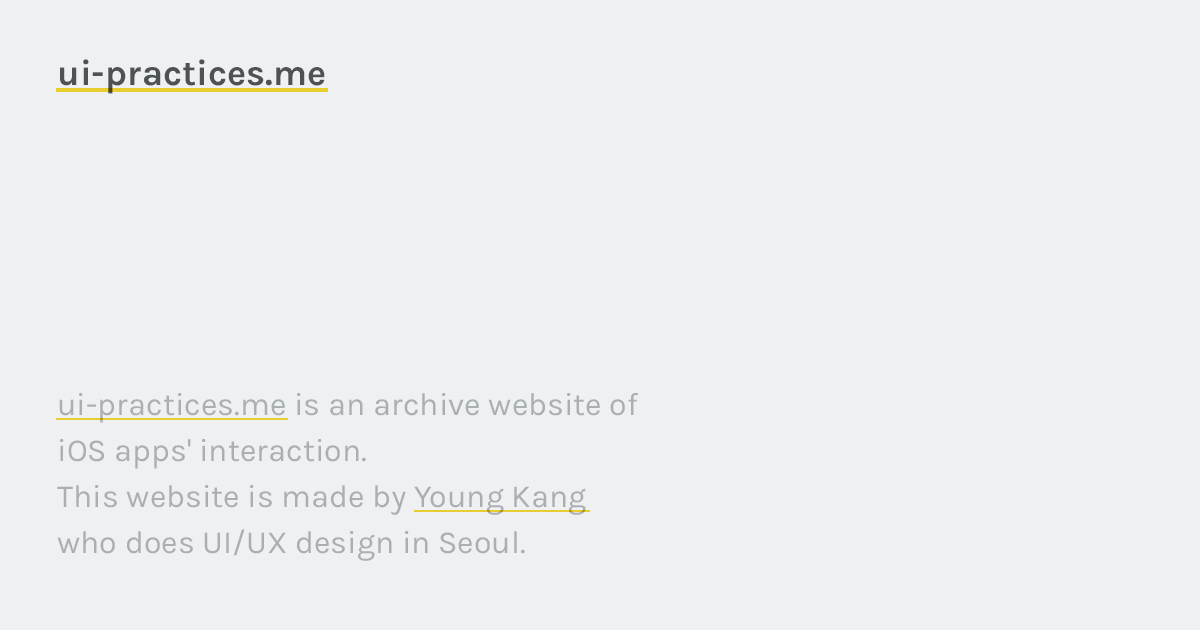 ui-practices.me
ui-practices.me is an archive website of
iOS apps' interaction.
This website is made by Young Kang
who does UI/UX design in Seoul.